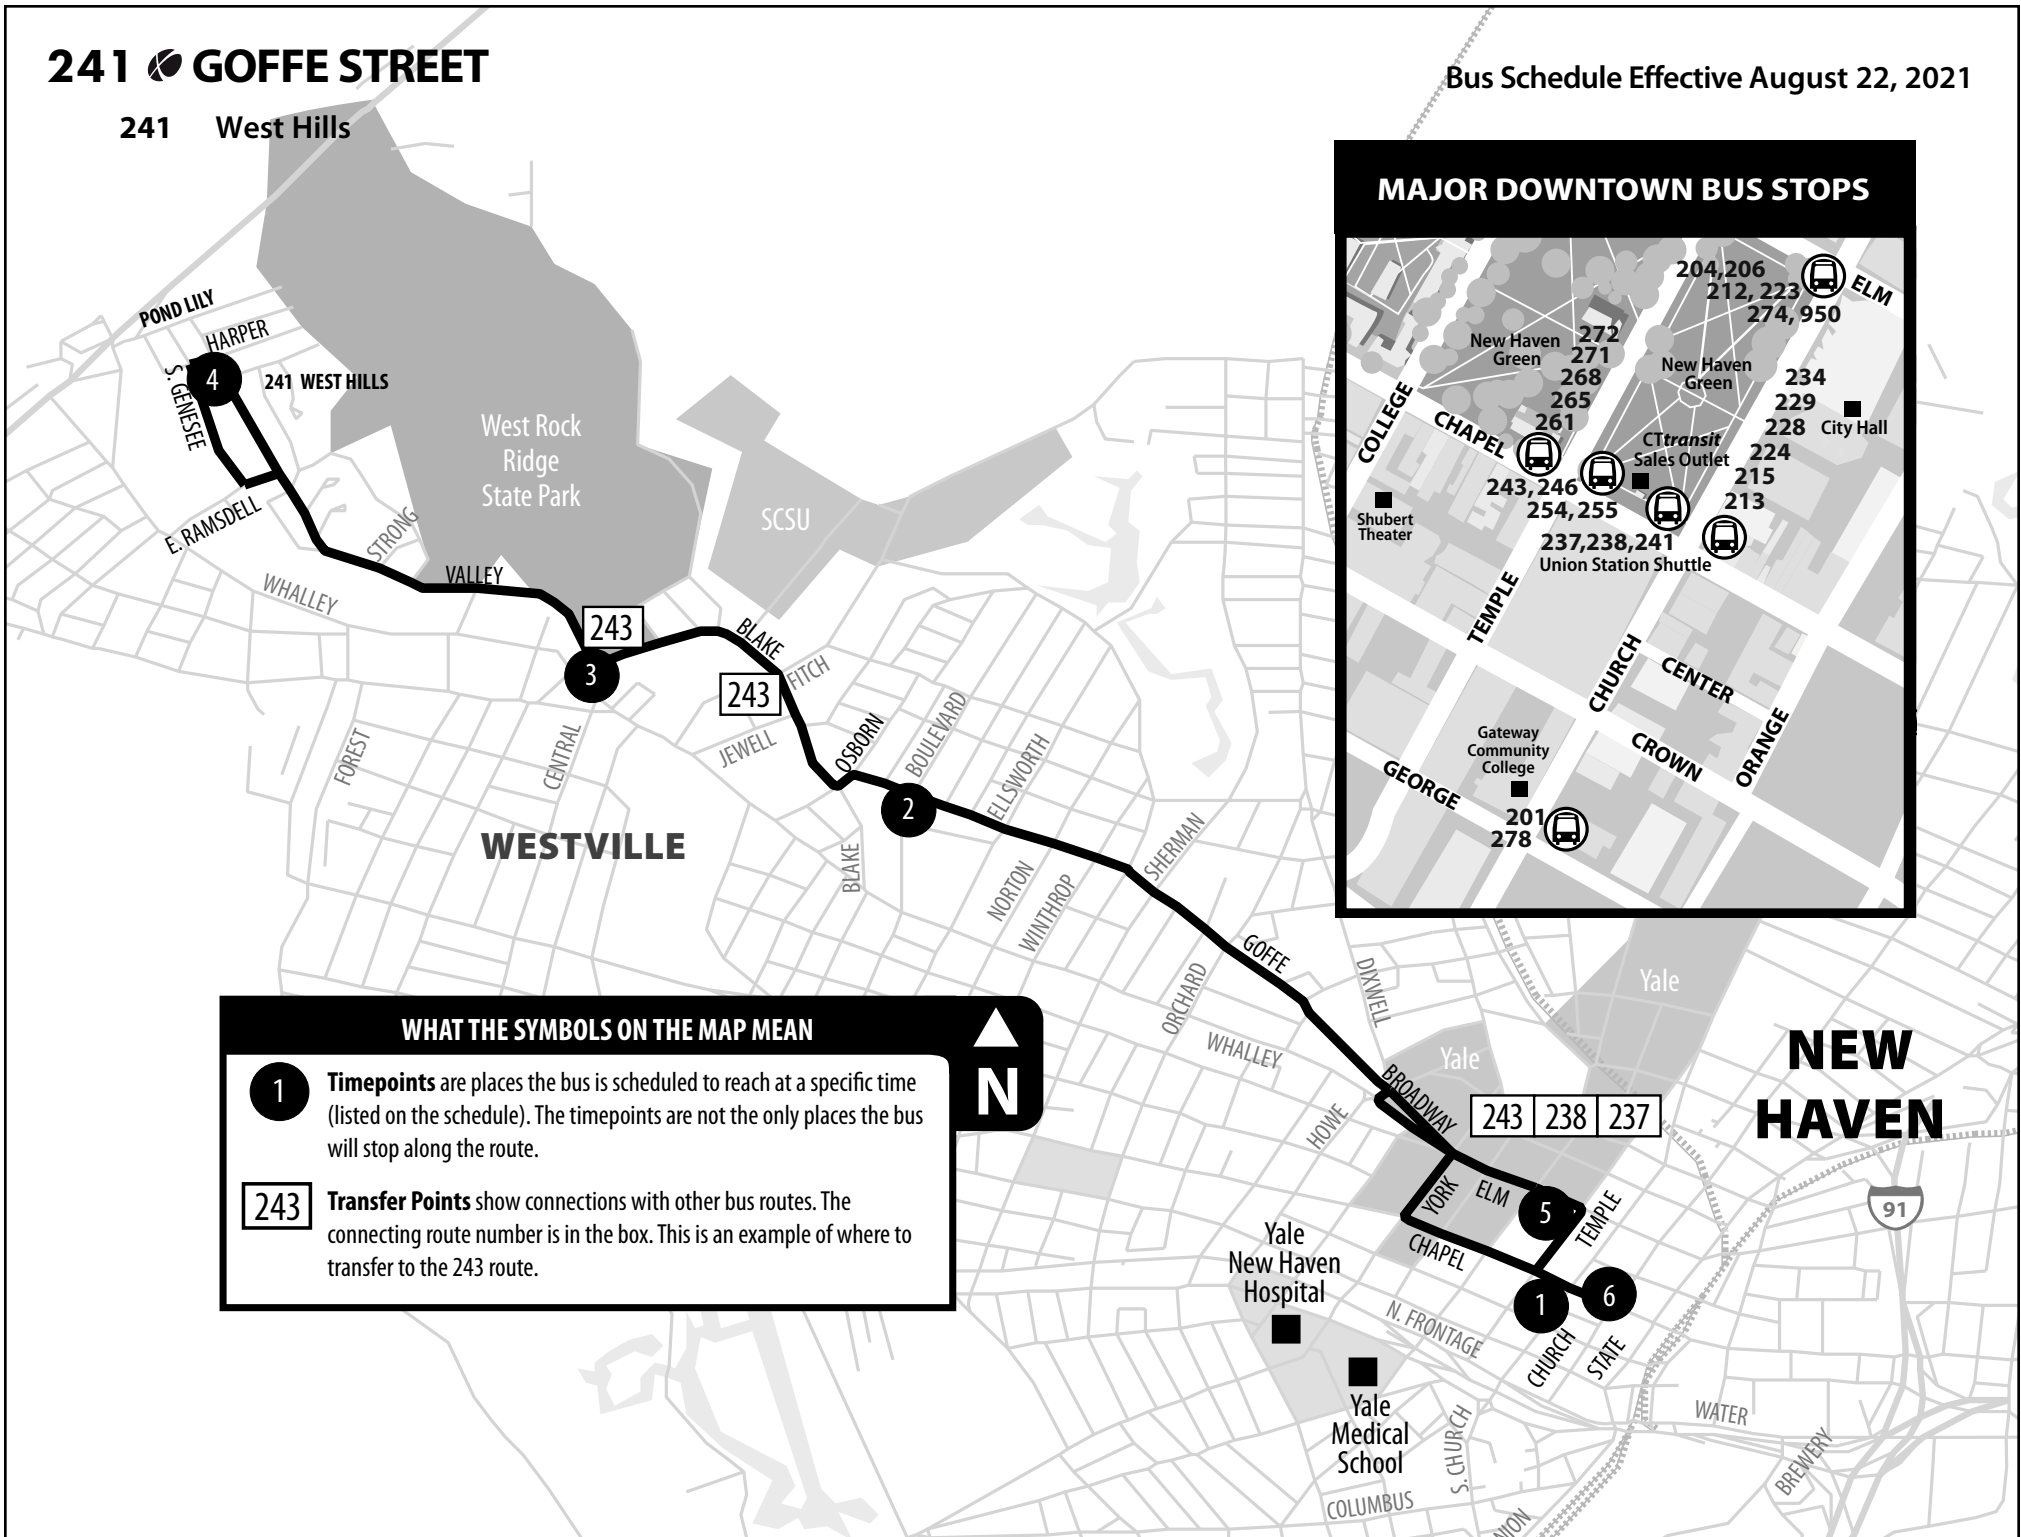 241 GOFFE STREET
241 West Hills
Bus Schedule Effective August 22, 2021
MAJOR DOWNTOWN BUS STOPS
204,206
212, 223
274, 950
ELM
New Haven
Green
272
271
268
265
261
New Haven
Green
234
229
228
224
215
213
City Hall
COLLEGE
CHAPEL
CTtransit
Sales Outlet
243, 246
254, 255
237,238,241
Union Station Shuttle
Shubert
Theater
TEMPLE
CHURCH
CENTER
CROWN
ORANGE
Gateway
Community
College
GEORGE
201
278
POND LILY
HARPER
S. GENESEE
4
241 WEST HILLS
E. RAMSDELL
STRONG
WHALLEY
VALLEY
West Rock
Ridge
State Park
SCSU
243
3
BLAKE
FITCH
243
JEWELL
OSBORN
BOULEVARD
ELLSWORTH
FOREST
CENTRAL
2
WESTVILLE
BLAKE
NORTON
WINTHROP
SHERMAN
GOFFE
ORCHARD
WHALLEY
DIXWELL
Yale
Yale
NEW
HAVEN
BROADWAY
HOWE
243 238 237
YORK
ELM
5
TEMPLE
CHAPEL
1
6
91
Yale
New Haven
Hospital
N. FRONTAGE
CHURCH
STATE
Yale
Medical
School
S. CHURCH
WATER
BREWERY
COLUMBUS
NION
WHAT THE SYMBOLS ON THE MAP MEAN
N
1
Timepoints are places the bus is scheduled to reach at a specific time
(listed on the schedule). The timepoints are not the only places the bus
will stop along the route.
243
Transfer Points show connections with other bus routes. The
connecting route number is in the box. This is an example of where to
transfer to the 243 route.